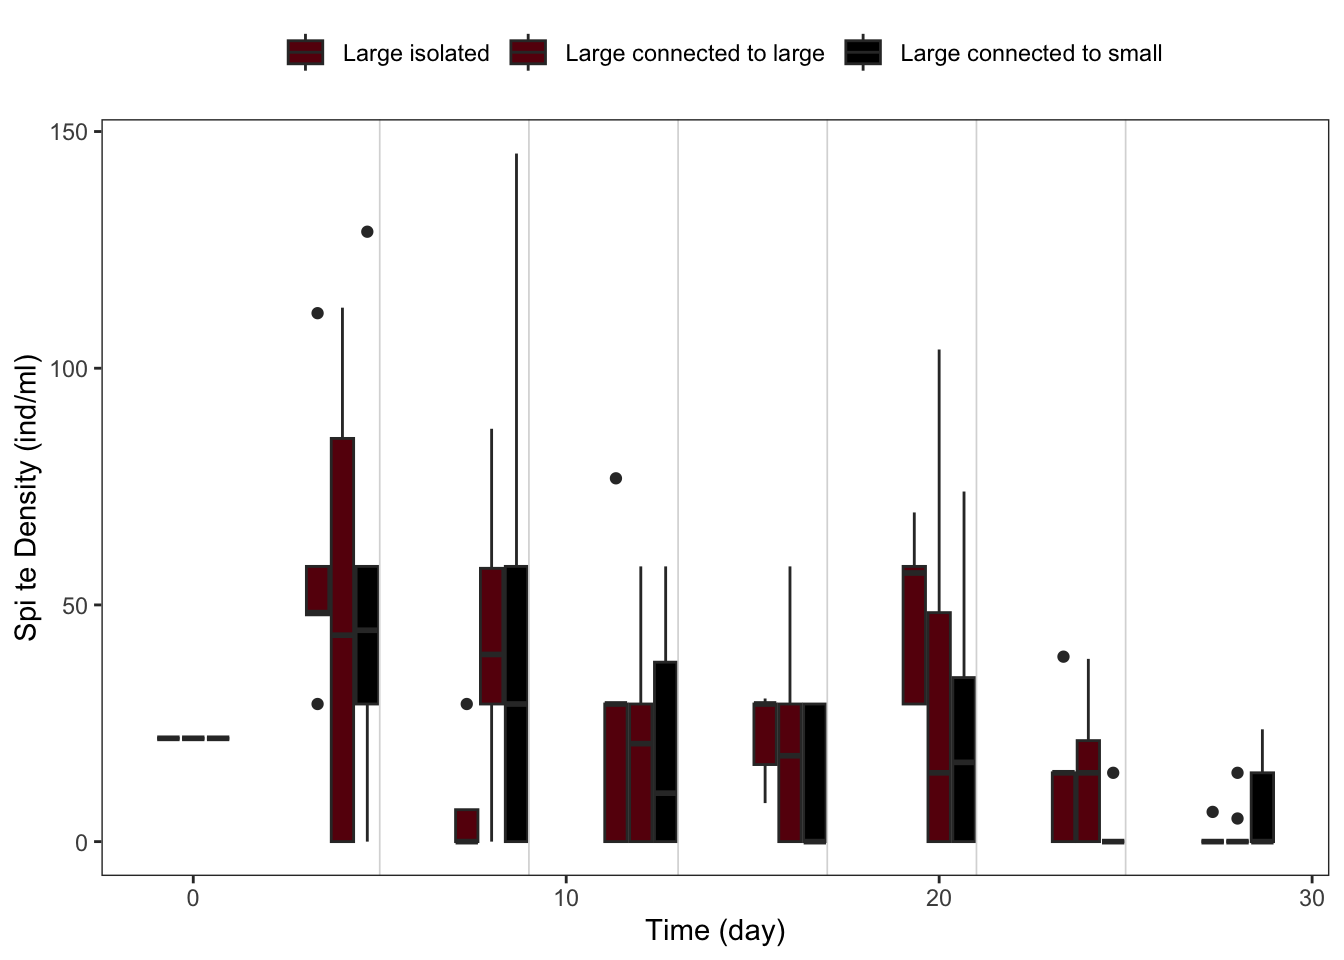 Large isolated Large connected to large Large connected to small
150
100
50
0
Spi te Density (ind/ml)
0 10 20 30
Time (day)